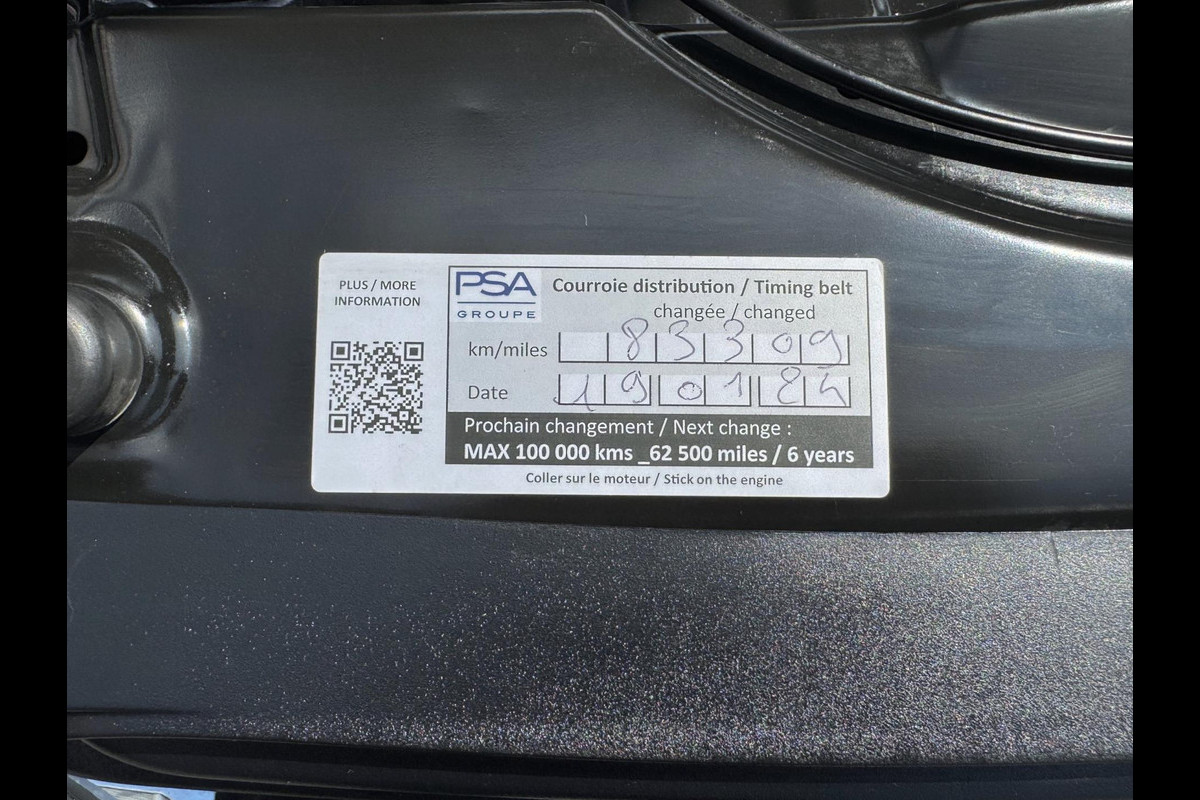 PLUS / MORE
INFORMATION
PSA
GROUPE
Courroie distribution / Timing belt
changée / changed
km/miles 83309
Date 190124
Prochain changement / Next change :
MAX 100 000 kms _62 500 miles / 6 years
Coller sur le moteur / Stick on the engine